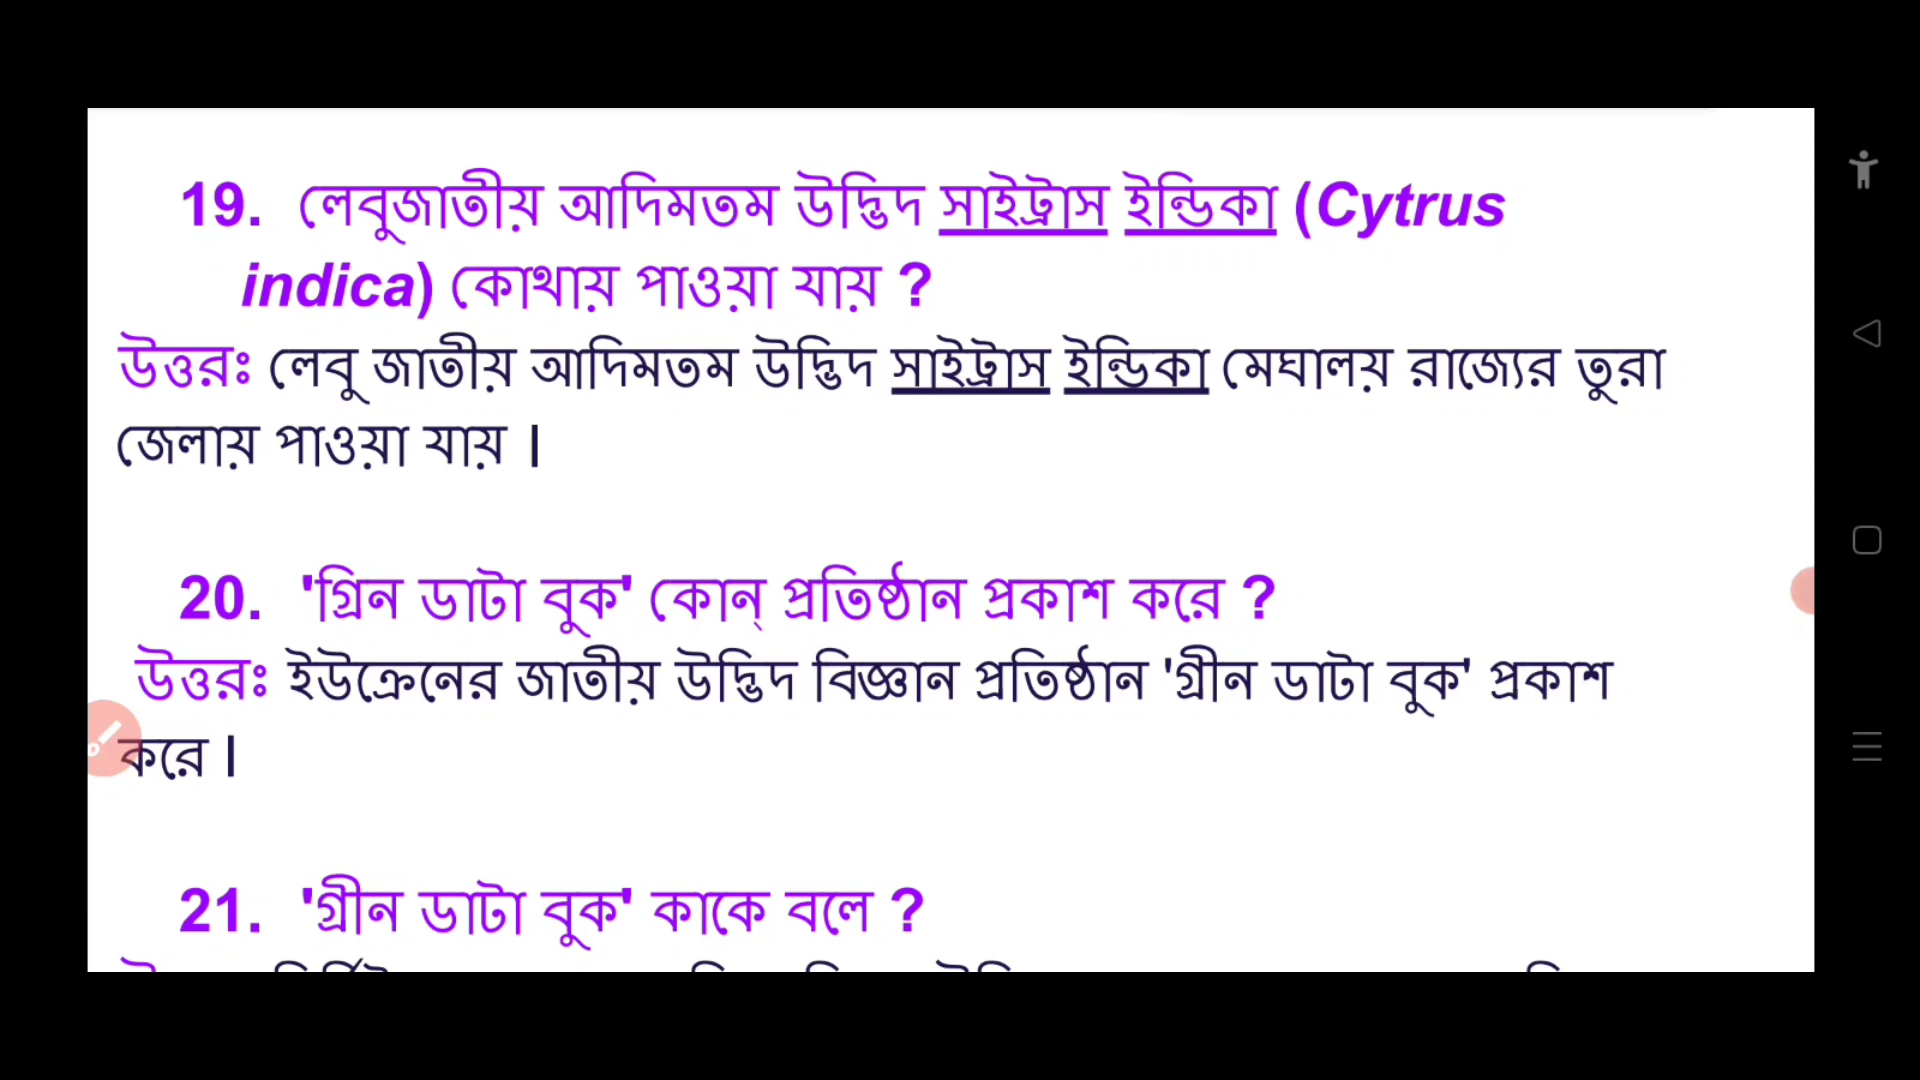 19. লেবুজাতীয় আদিমতম উদ্ভিদ সাইট্রাস ইন্ডিকা (Cytrus
indica) কোথায় পাওয়া যায় ?
উত্তরঃ লেবু জাতীয় আদিমতম উদ্ভিদ সাইট্রাস ইন্ডিকা মেঘালয় রাজ্যের তুরা
জেলায় পাওয়া যায় ।
20. 'গ্রিন ডাটা বুক' কোন্ প্রতিষ্ঠান প্রকাশ করে ?
উত্তরঃ ইউক্রেনের জাতীয় উদ্ভিদ বিজ্ঞান প্রতিষ্ঠান 'গ্রীন ডাটা বুক' প্রকাশ
করে ।
21. 'গ্রীন ডাটা বুক' কাকে বলে ?